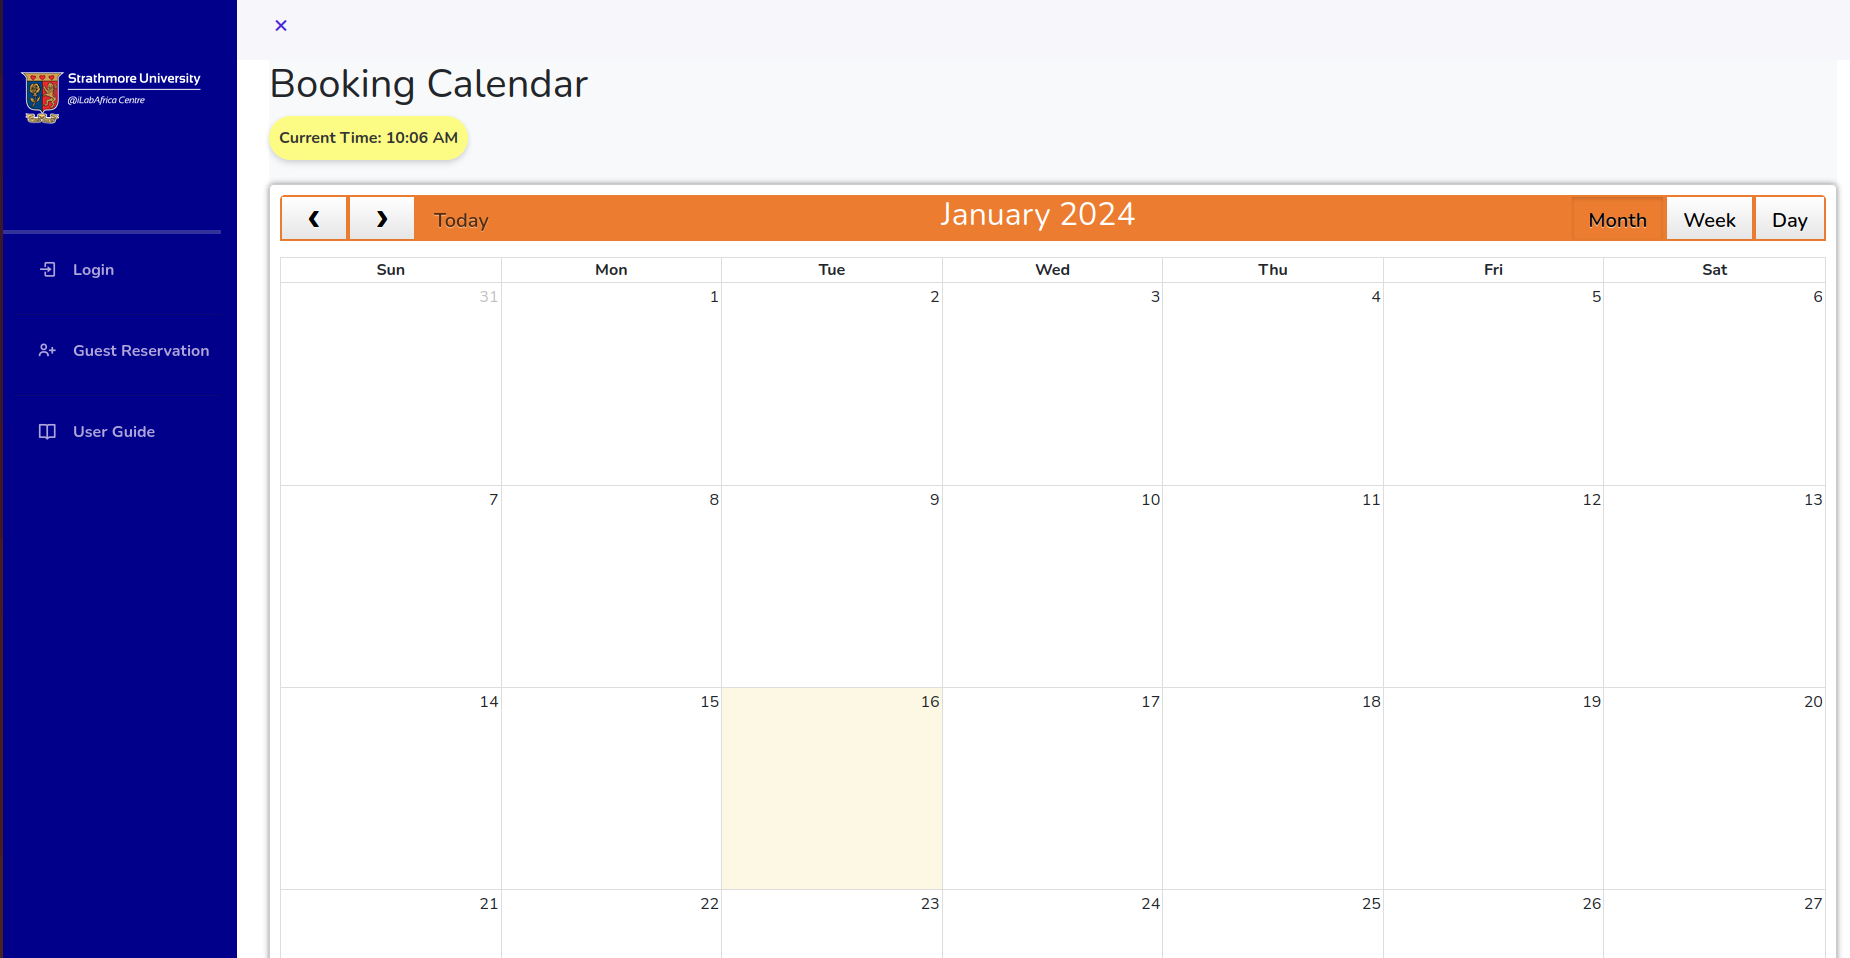 Strathmore University
@iLabAfrica Centre
Login
Guest Reservation
User Guide
×
Booking Calendar
Current Time: 10:06 AM
❮ ❯ Today January 2024 Month Week Day
Sun Mon Tue Wed Thu Fri Sat
31 1 2 3 4 5 6
7 8 9 10 11 12 13
14 15 16 17 18 19 20
21 22 23 24 25 26 27